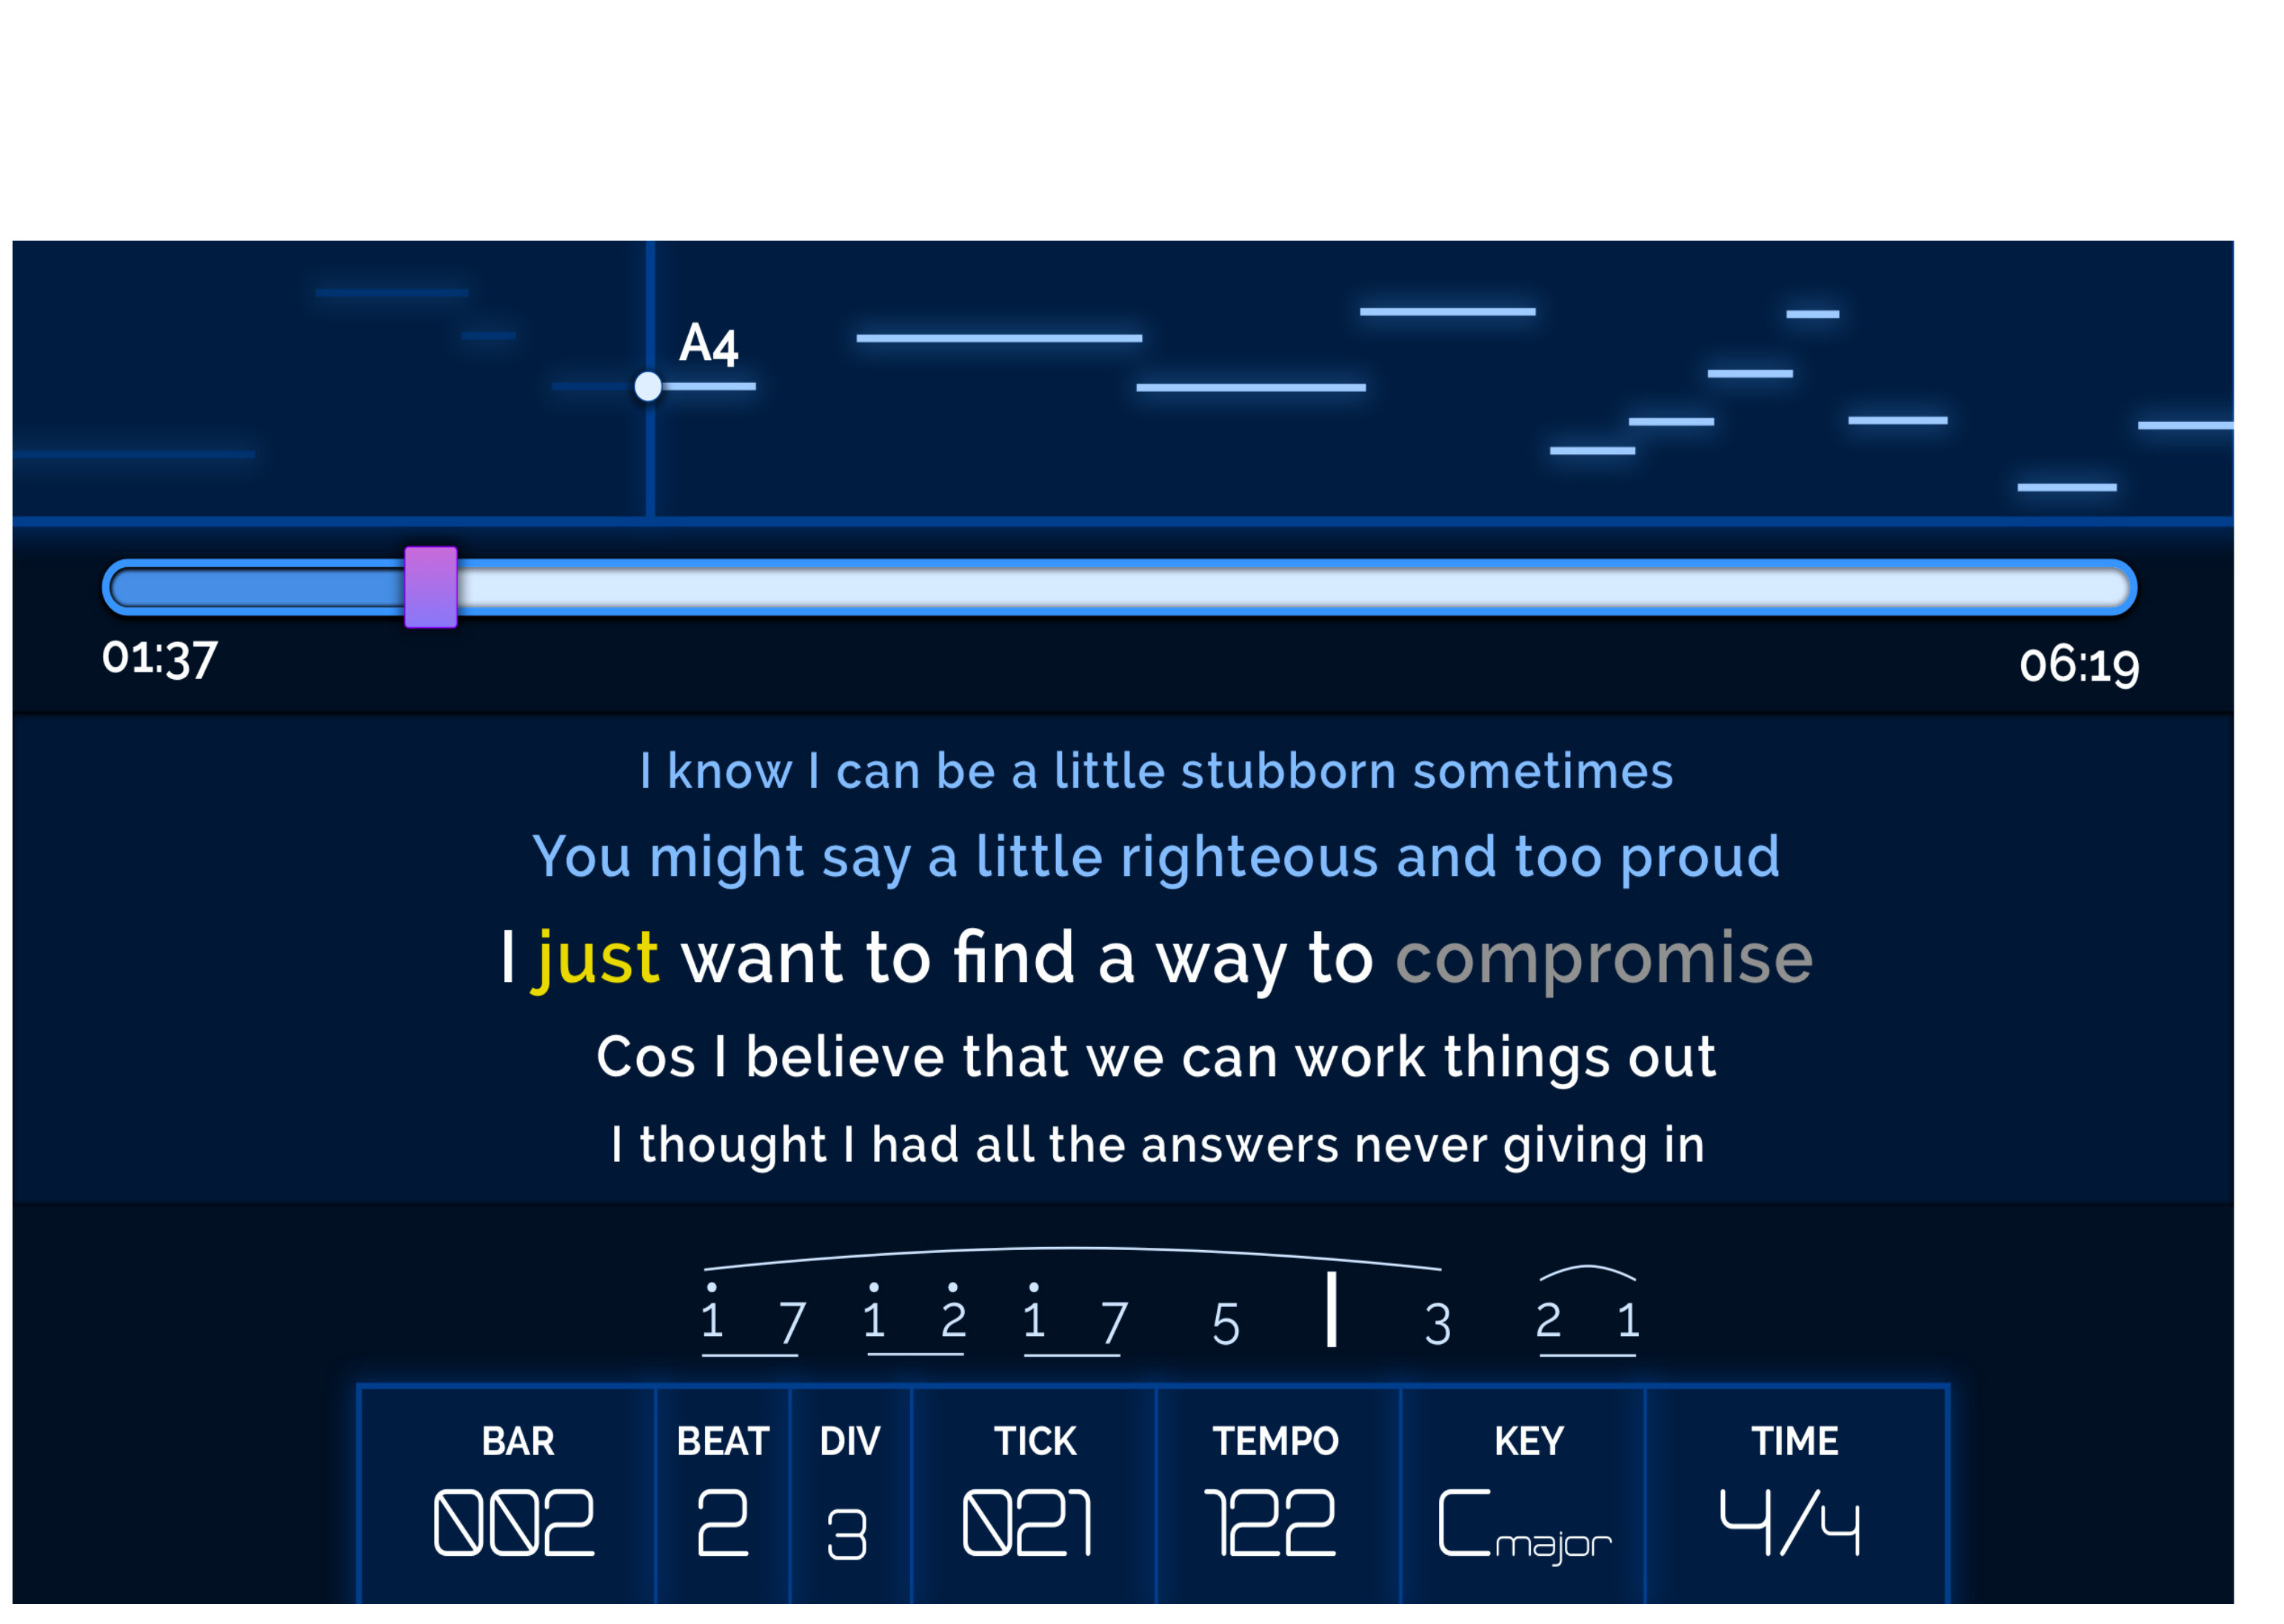 A4
01:37
06:19
I know I can be a little stubborn sometimes
You might say a little righteous and too proud
I just want to find a way to compromise
Cos I believe that we can work things out
I thought I had all the answers never giving in
1 7 1 2 1 7 5 | 3 2 1
BAR BEAT DIV TICK TEMPO KEY TIME
002 2 3 021 122 Cmajor 4/4